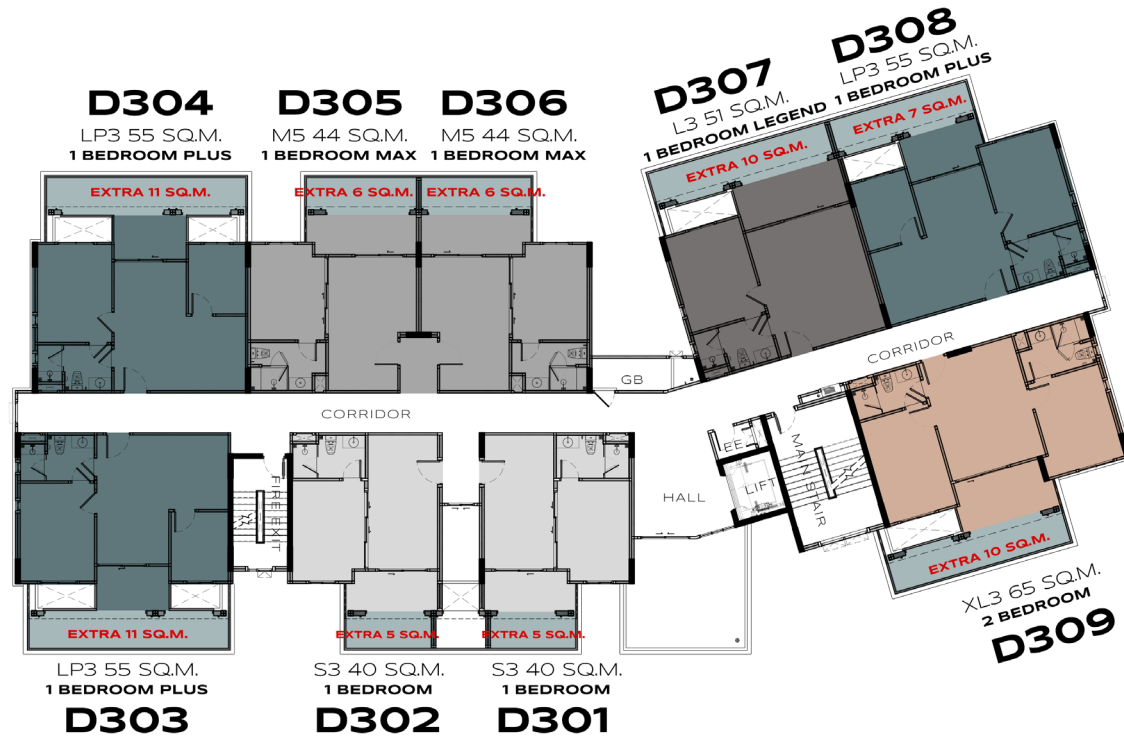 D304
LP3 55 SQ.M.
1 BEDROOM PLUS
EXTRA 11 SQ.M.
D305
M5 44 SQ.M.
1 BEDROOM MAX
EXTRA 6 SQ.M.
D306
M5 44 SQ.M.
1 BEDROOM MAX
EXTRA 6 SQ.M.
D307
L3 51 SQ.M.
1 BEDROOM LEGEND
EXTRA 10 SQ.M.
D308
LP3 55 SQ.M.
1 BEDROOM PLUS
EXTRA 7 SQ.M.
GB
CORRIDOR
CORRIDOR
FIRE EXIT
HALL
EE
LIFT
MAIN STAIR
EXTRA 11 SQ.M.
LP3 55 SQ.M.
1 BEDROOM PLUS
D303
EXTRA 5 SQ.M.
S3 40 SQ.M.
1 BEDROOM
D302
EXTRA 5 SQ.M.
S3 40 SQ.M.
1 BEDROOM
D301
EXTRA 10 SQ.M.
XL3 65 SQ.M.
2 BEDROOM
D309